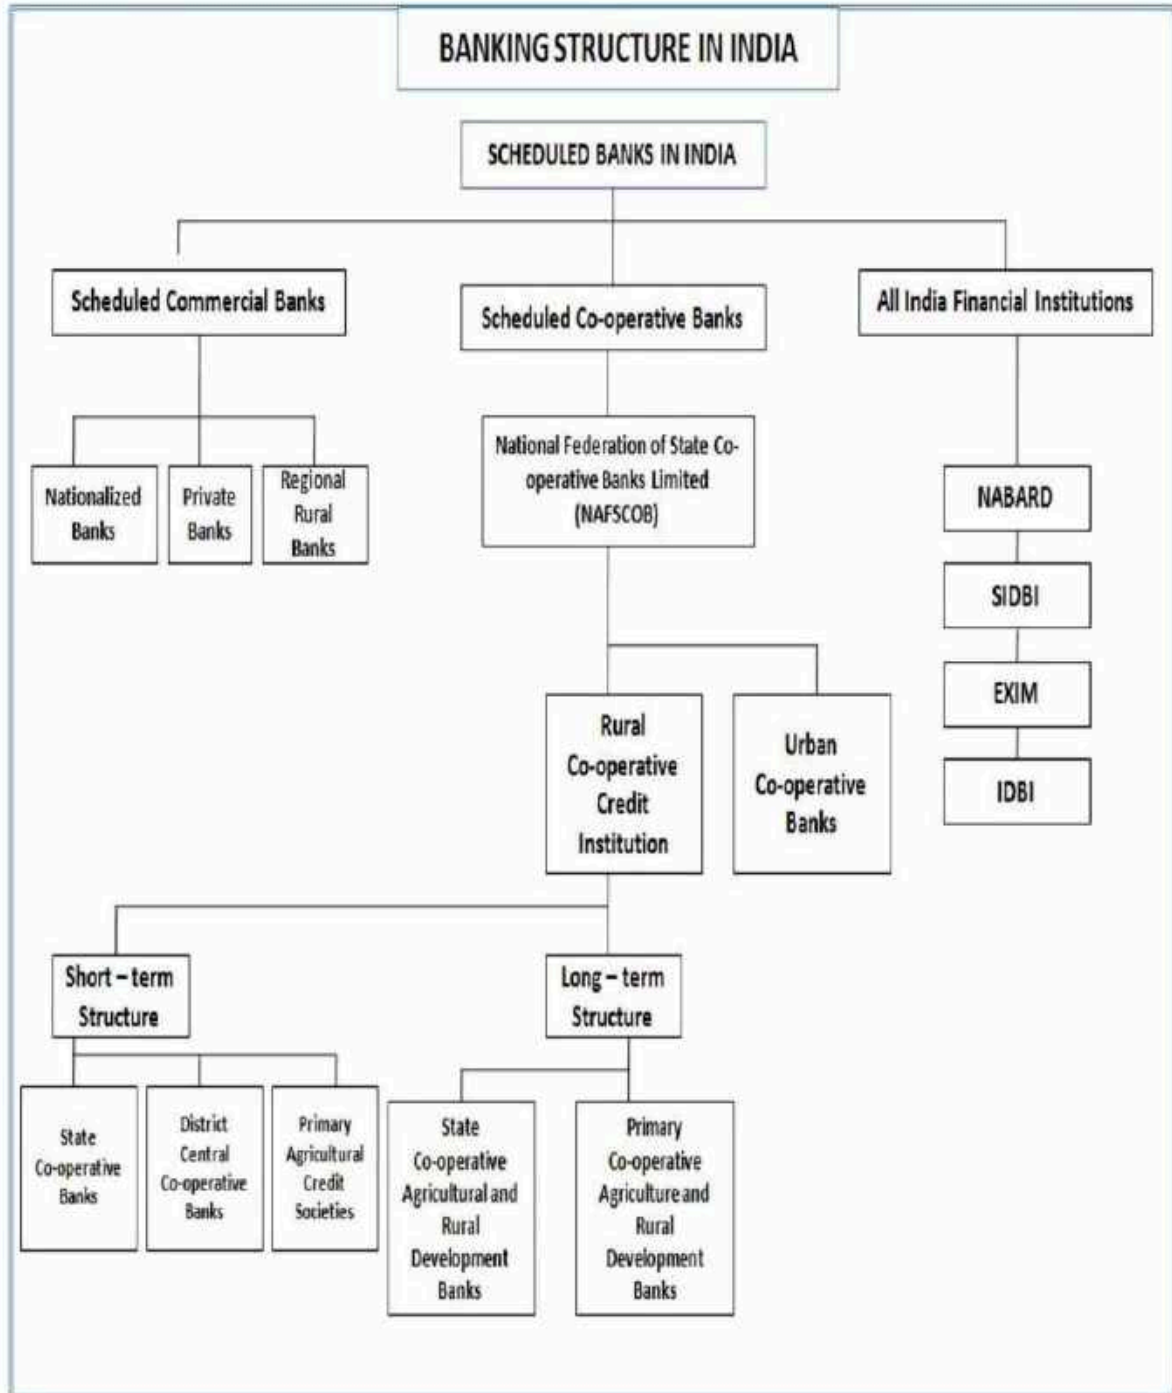 BANKING STRUCTURE IN INDIA
SCHEDULED BANKS IN INDIA
Scheduled Commercial Banks
Scheduled Co-operative Banks
All India Financial Institutions
Nationalized
Banks
Private
Banks
Regional
Rural
Banks
National Federation of State Co-
operative Banks Limited
(NAFSCOB)
NABARD
SIDBI
EXIM
IDBI
Rural
Co-operative
Credit
Institution
Urban
Co-operative
Banks
Short – term
Structure
Long – term
Structure
State
Co-operative
Banks
District
Central
Co-operative
Banks
Primary
Agricultural
Credit
Societies
State
Co-operative
Agricultural and
Rural
Development
Banks
Primary
Co-operative
Agriculture and
Rural
Development
Banks